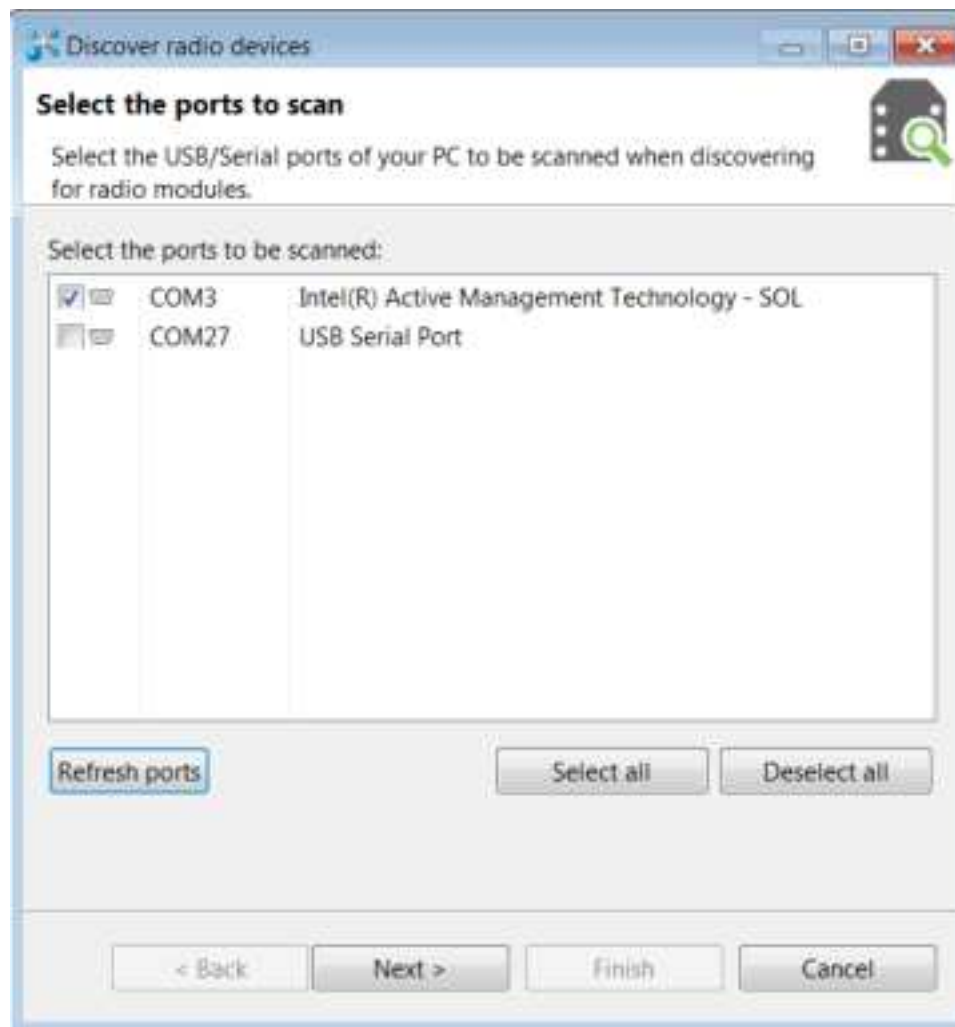 Discover radio devices
Select the ports to scan
Select the USB/Serial ports of your PC to be scanned when discovering
for radio modules.
Select the ports to be scanned:
COM3 Intel(R) Active Management Technology - SOL
COM27 USB Serial Port
Refresh ports Select all Deselect all
< Back Next > Finish Cancel